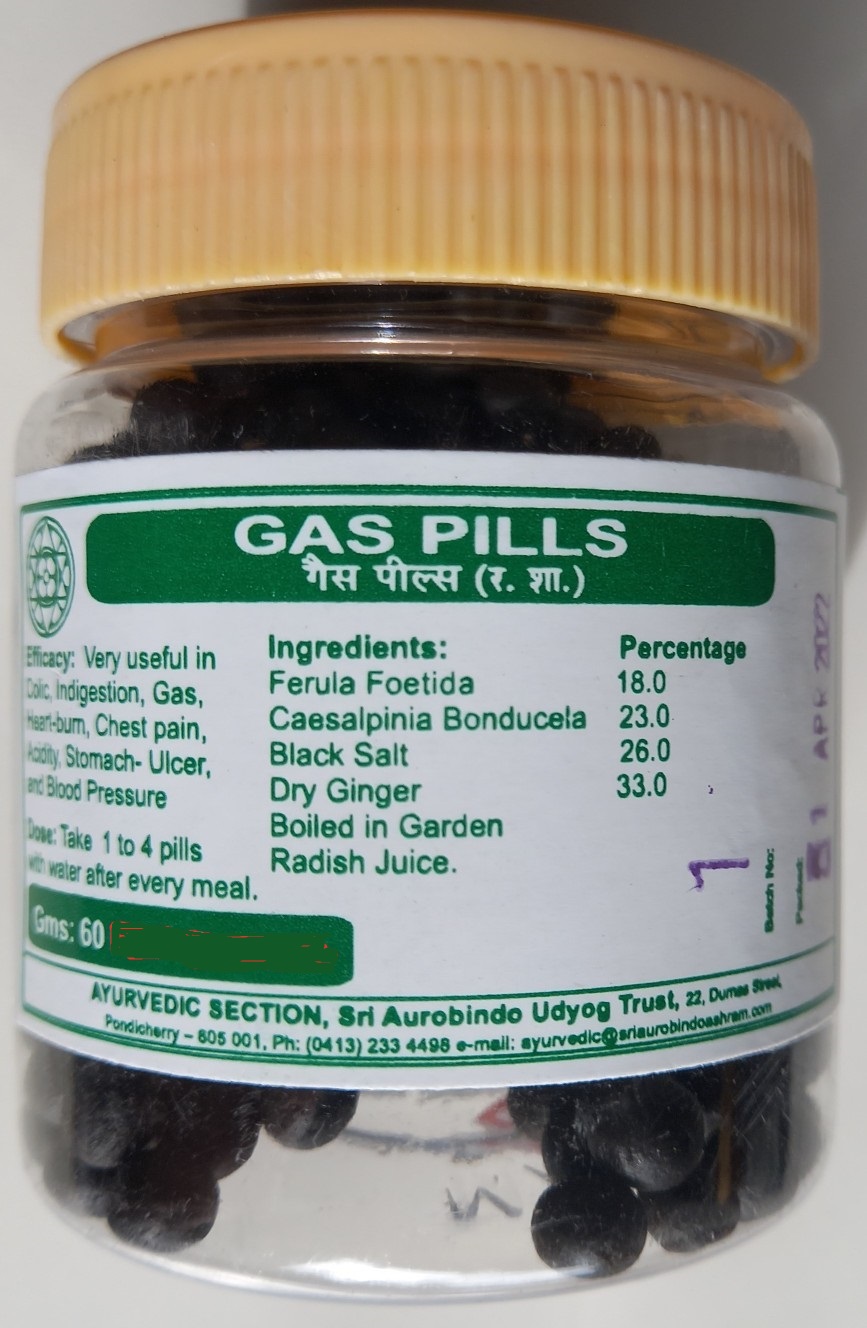 GAS PILLS
गैस पील्स (र. शा.)
Efficacy: Very useful in
Colic, Indigestion, Gas,
Heart-burn, Chest pain,
Acidity, Stomach- Ulcer,
and Blood Pressure
Dose: Take 1 to 4 pills
with water after every meal.
Gms: 60
Ingredients: Percentage
Ferula Foetida 18.0
Caesalpinia Bonducela 23.0
Black Salt 26.0
Dry Ginger 33.0
Boiled in Garden
Radish Juice.
Batch No:
Packed:
1 APR 2022
AYURVEDIC SECTION, Sri Aurobindo Udyog Trust, 22, Dumas Street,
Pondicherry – 605 001, Ph: (0413) 233 4498 e-mail: ayurvedic@sriaurobindoashram.com